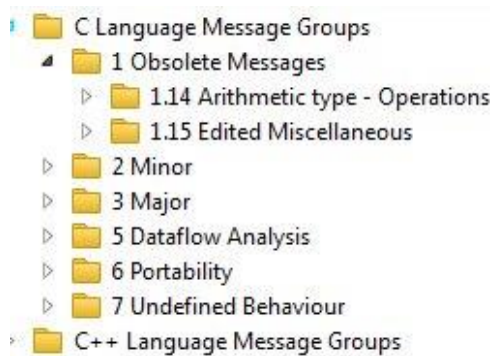 C Language Message Groups
1 Obsolete Messages
1.14 Arithmetic type - Operations
1.15 Edited Miscellaneous
2 Minor
3 Major
5 Dataflow Analysis
6 Portability
7 Undefined Behaviour
C++ Language Message Groups